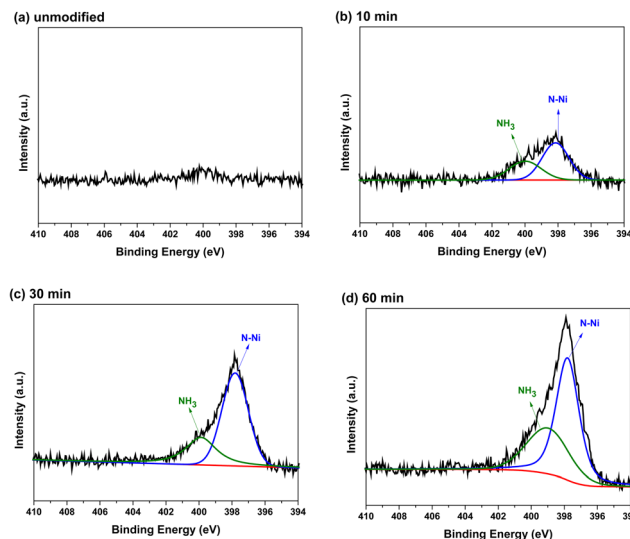 (a) unmodified
Intensity (a.u.)
410 408 406 404 402 400 398 396 394
Binding Energy (eV)
(b) 10 min
Intensity (a.u.)
N-Ni
NH3
410 408 406 404 402 400 398 396 394
Binding Energy (eV)
(c) 30 min
Intensity (a.u.)
N-Ni
NH3
410 408 406 404 402 400 398 396 394
Binding Energy (eV)
(d) 60 min
Intensity (a.u.)
N-Ni
NH3
410 408 406 404 402 400 398 396 394
Binding Energy (eV)